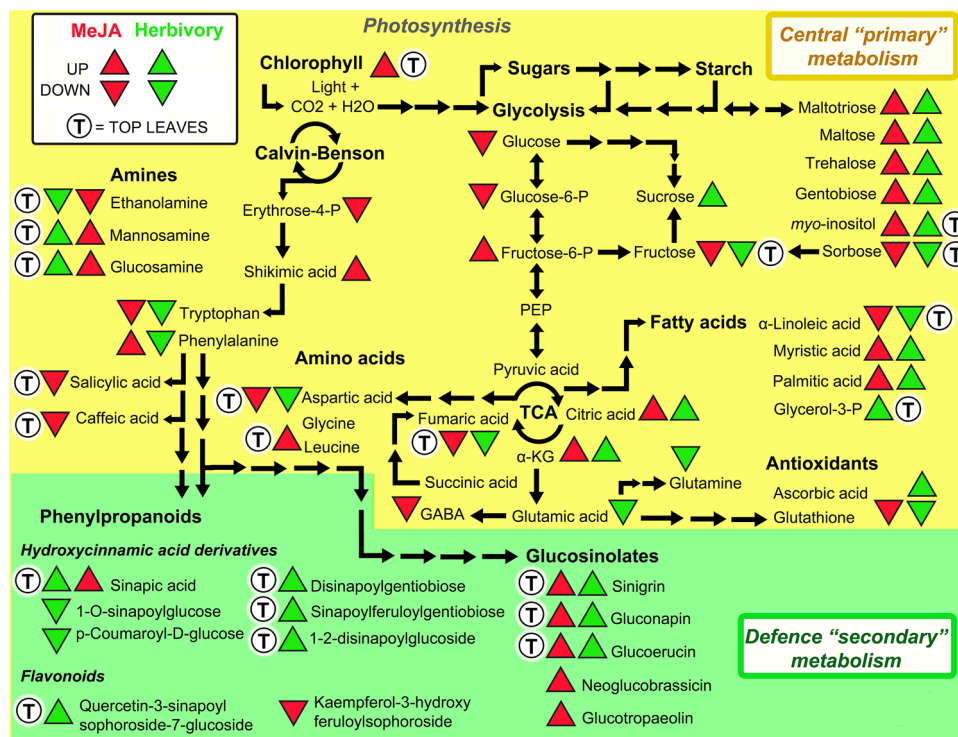 MeJA Herbivory
UP
DOWN
T = TOP LEAVES
Photosynthesis
Central “primary”
metabolism
Chlorophyll T
Light +
CO2 + H2O
Sugars
Starch
Glycolysis
Calvin-Benson
Maltotriose
Maltose
Trehalose
Gentobiose
myo-inositol T
Sorbose T
Glucose
Glucose-6-P
Sucrose
Fructose-6-P
Fructose T
PEP
Pyruvic acid
Amines
T Ethanolamine
T Mannosamine
T Glucosamine
Erythrose-4-P
Shikimic acid
Tryptophan
Phenylalanine
T Salicylic acid
T Caffeic acid
Amino acids
T Aspartic acid
Glycine
T Leucine
Fatty acids
α-Linoleic acid T
Myristic acid
Palmitic acid
Glycerol-3-P T
TCA
Fumaric acid
T
Citric acid
α-KG
Succinic acid
GABA
Glutamic acid
Glutamine
Antioxidants
Ascorbic acid
Glutathione
Phenylpropanoids
Hydroxycinnamic acid derivatives
T Sinapic acid
1-O-sinapoylglucose
p-Coumaroyl-D-glucose
T Disinapoylgentobiose
T Sinapoylferuloylgentobiose
T 1-2-disinapoylglucoside
Flavonoids
T Quercetin-3-sinapoyl
sophoroside-7-glucoside
Kaempferol-3-hydroxy
feruloylsophoroside
Glucosinolates
T Sinigrin
T Gluconapin
T Glucoerucin
Neoglucobrassicin
Glucotropaeolin
Defence “secondary”
metabolism